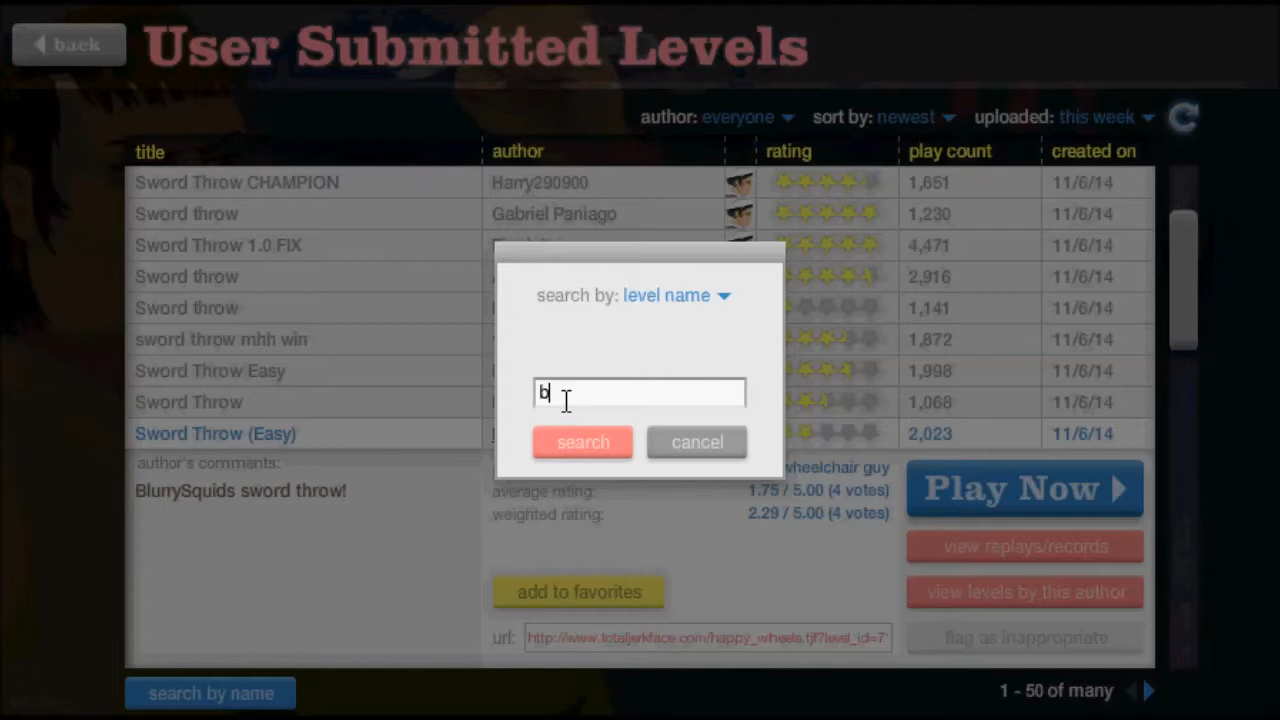 back
User Submitted Levels
author: everyone sort by: newest uploaded: this week
title author rating play count created on
Sword Throw CHAMPION Harry290900 1,651 11/6/14
Sword throw Gabriel Paniago 1,230 11/6/14
Sword Throw 1.0 FIX 4,471 11/6/14
Sword throw 2,916 11/6/14
Sword throw 1,141 11/6/14
sword throw mhh win 1,872 11/6/14
Sword Throw Easy 1,998 11/6/14
Sword Throw 1,068 11/6/14
Sword Throw (Easy) 2,023 11/6/14
search by: level name
b
search cancel
author's comments:
BlurrySquids sword throw!
wheelchair guy
average rating: 1.75 / 5.00 (4 votes)
weighted rating: 2.29 / 5.00 (4 votes)
add to favorites
url: http://www.totaljerkface.com/happy_wheels.tjf?level_id=7
Play Now
view replays/records
view levels by this author
flag as inappropriate
search by name
1 - 50 of many